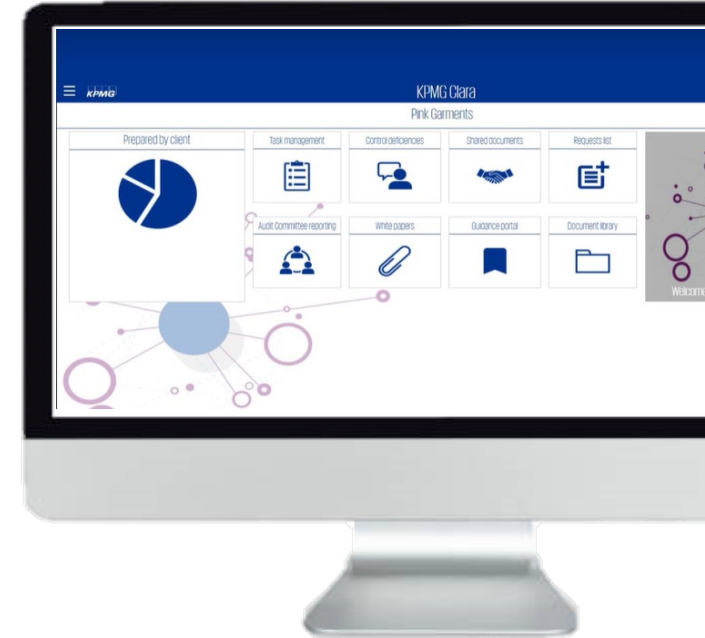 KPMG
KPMG Clara
Pink Garments
Prepared by client
Task management
Control deficiencies
Shared documents
Requests list
Audit Committee reporting
White papers
Guidance portal
Document library
Welcome